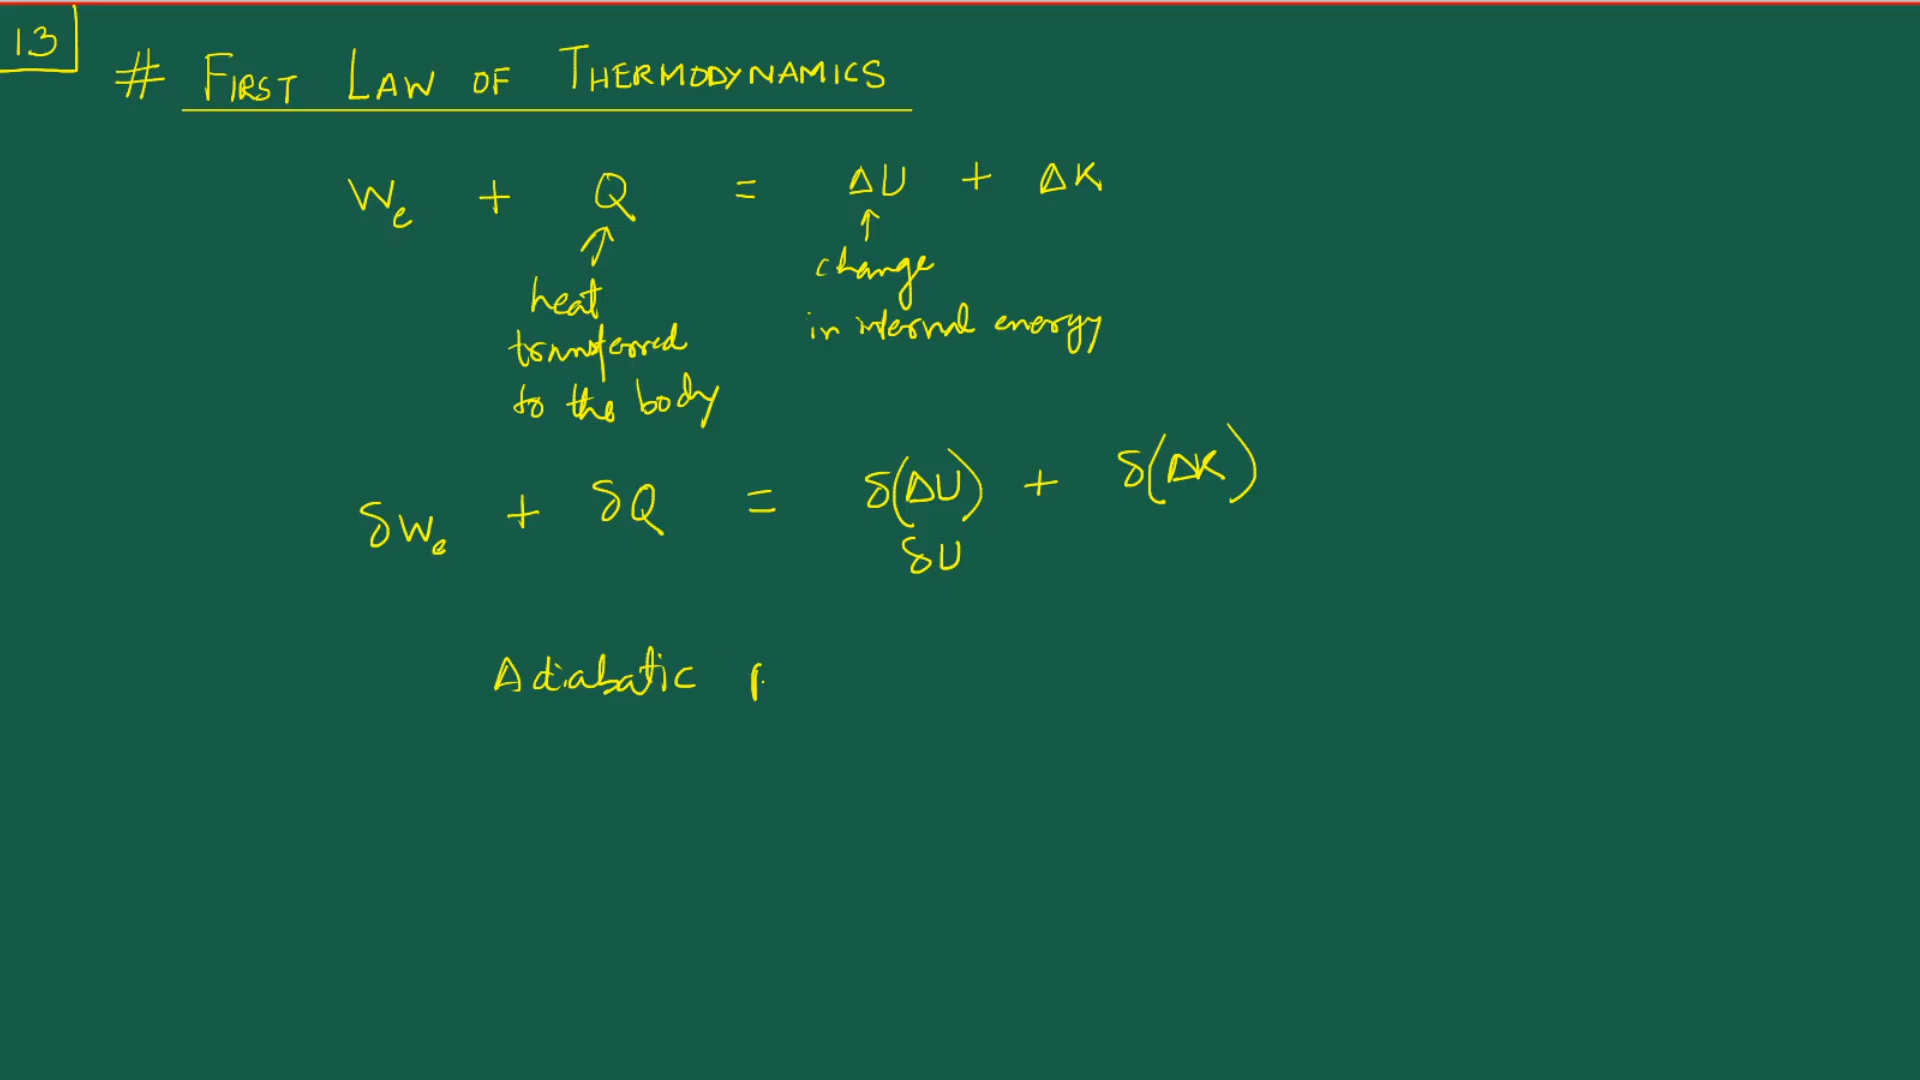 13
# FIRST LAW OF THERMODYNAMICS
We + Q = ΔU + ΔK
↑ ↑
heat
transferred
to the body
change
in internal energy
δWe + δQ = δ(ΔU) + δ(ΔK)
δU
Adiabatic